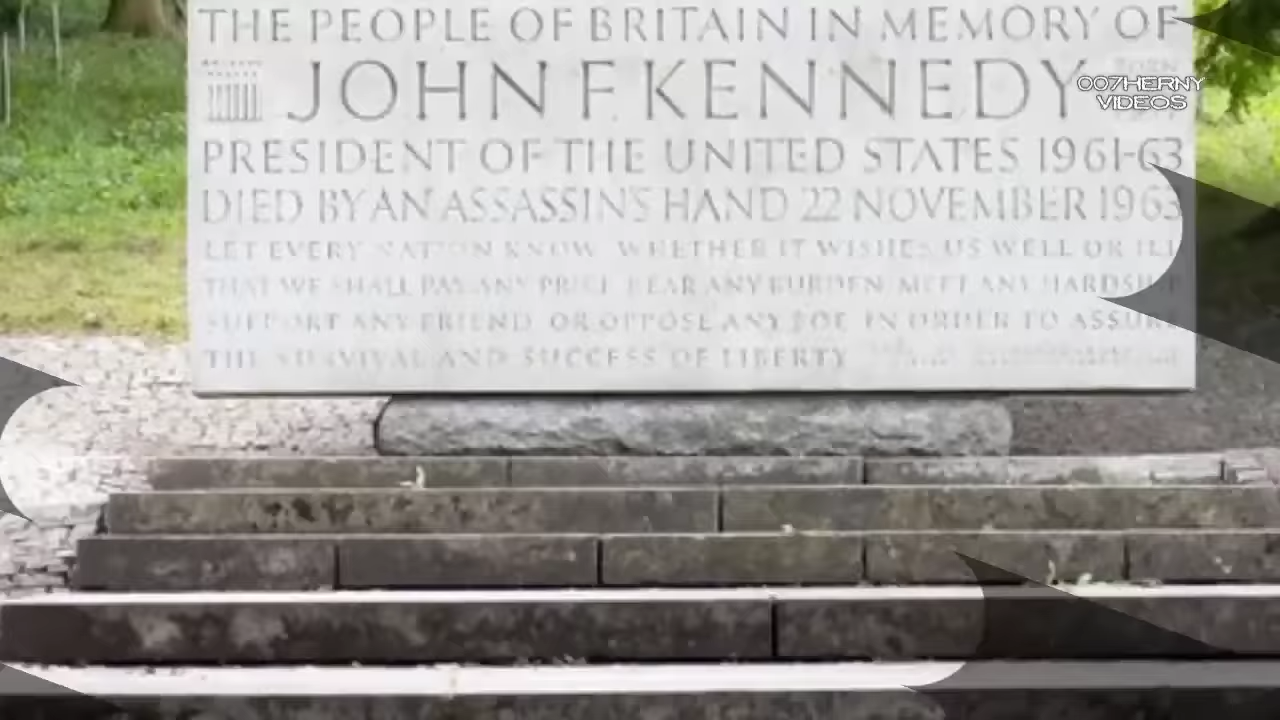 THE PEOPLE OF BRITAIN IN MEMORY OF
JOHN F. KENNEDY
BORN
007HERNY
VIDEOS
PRESIDENT OF THE UNITED STATES 1961-63
DIED BY AN ASSASSIN'S HAND 22 NOVEMBER 1963
LET EVERY NATION KNOW WHETHER IT WISHES US WELL OR ILL
THAT WE SHALL PAY ANY PRICE BEAR ANY BURDEN MEET ANY HARDSHIP
SUPPORT ANY FRIEND OR OPPOSE ANY FOE IN ORDER TO ASSURE
THE SURVIVAL AND SUCCESS OF LIBERTY